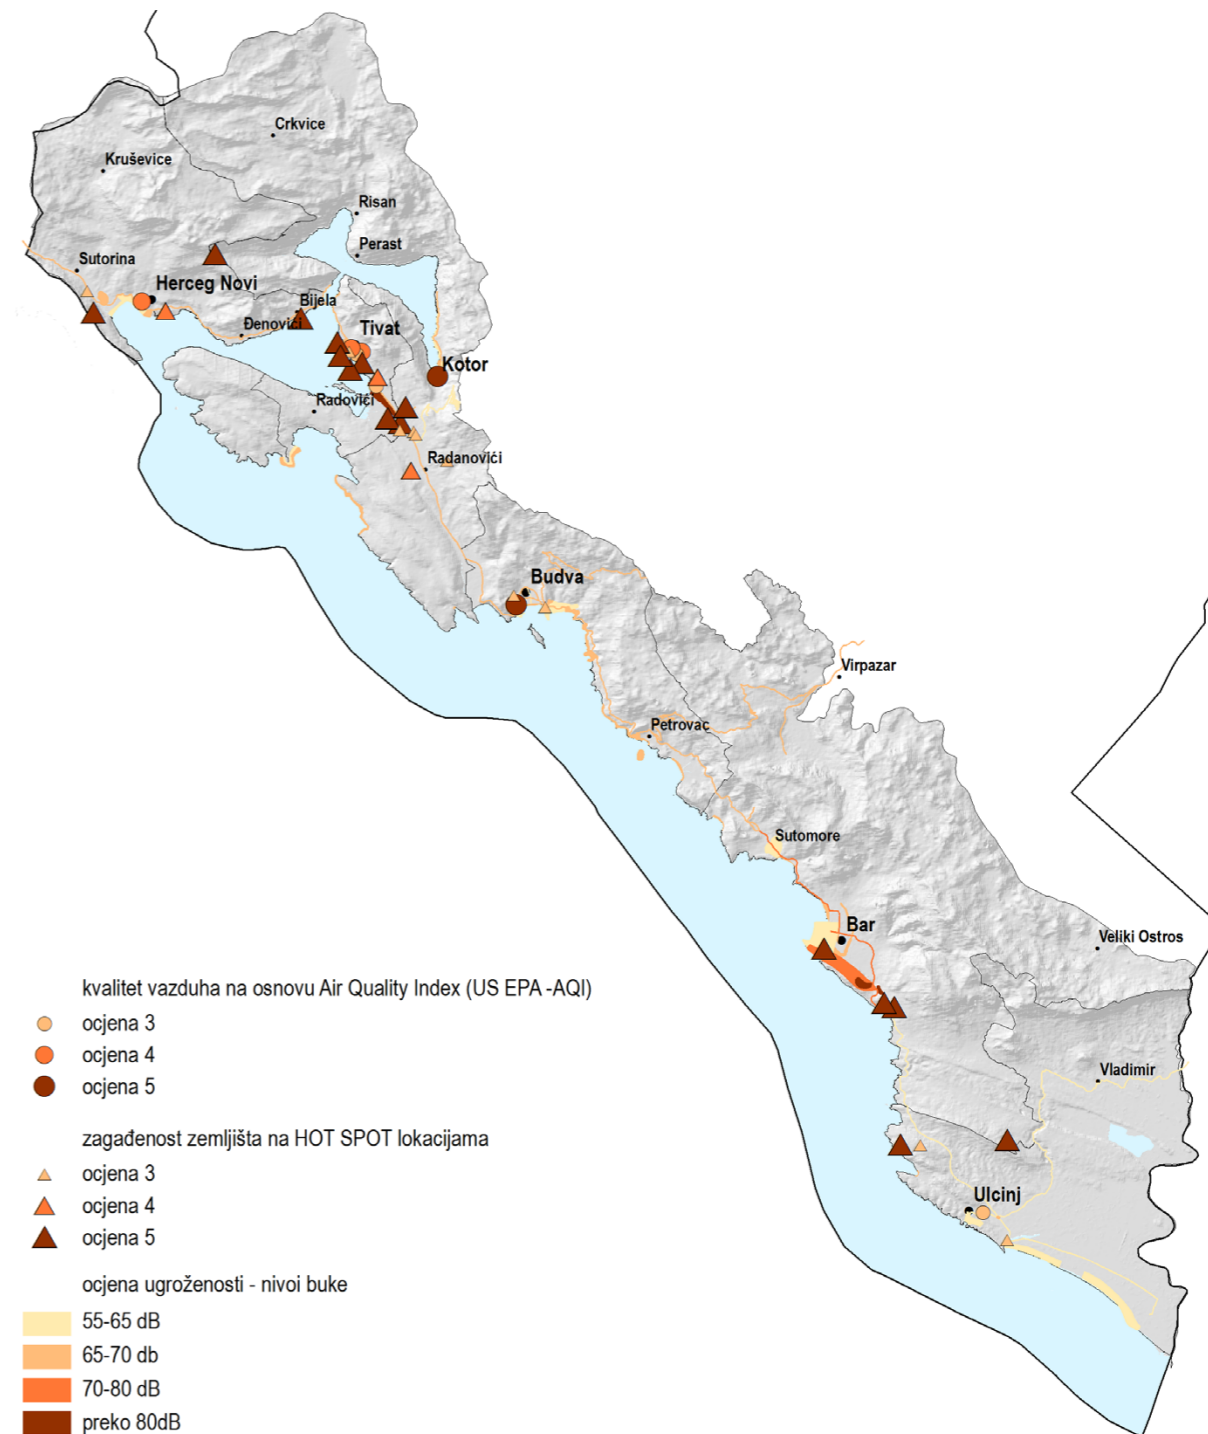 Crkvice
Kruševice
Risan
Perast
Sutorina
Herceg Novi
Bijela
Đenovići
Tivat
Kotor
Radovići
Radanovići
Budva
Virpazar
Petrovac
Sutomore
Bar
Veliki Ostros
Vladimir
Ulcinj
kvalitet vazduha na osnovu Air Quality Index (US EPA -AQI)
ocjena 3
ocjena 4
ocjena 5
zagađenost zemljišta na HOT SPOT lokacijama
ocjena 3
ocjena 4
ocjena 5
ocjena ugroženosti - nivoi buke
55-65 dB
65-70 db
70-80 dB
preko 80dB